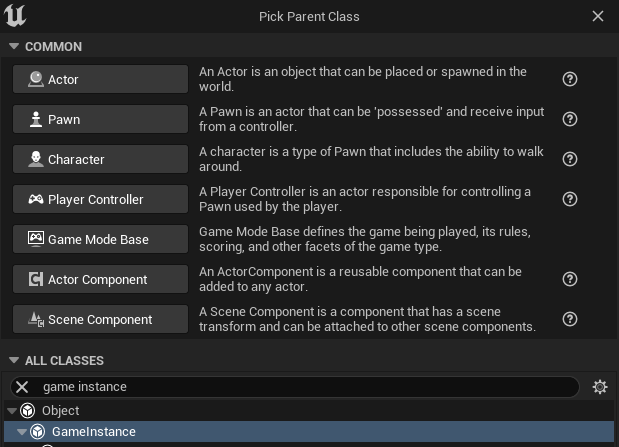 Pick Parent Class
COMMON
Actor
An Actor is an object that can be placed or spawned in the
world.
Pawn
A Pawn is an actor that can be 'possessed' and receive input
from a controller.
Character
A character is a type of Pawn that includes the ability to walk
around.
Player Controller
A Player Controller is an actor responsible for controlling a
Pawn used by the player.
Game Mode Base
Game Mode Base defines the game being played, its rules,
scoring, and other facets of the game type.
Actor Component
An ActorComponent is a reusable component that can be
added to any actor.
Scene Component
A Scene Component is a component that has a scene
transform and can be attached to other scene components.
ALL CLASSES
game instance
Object
GameInstance